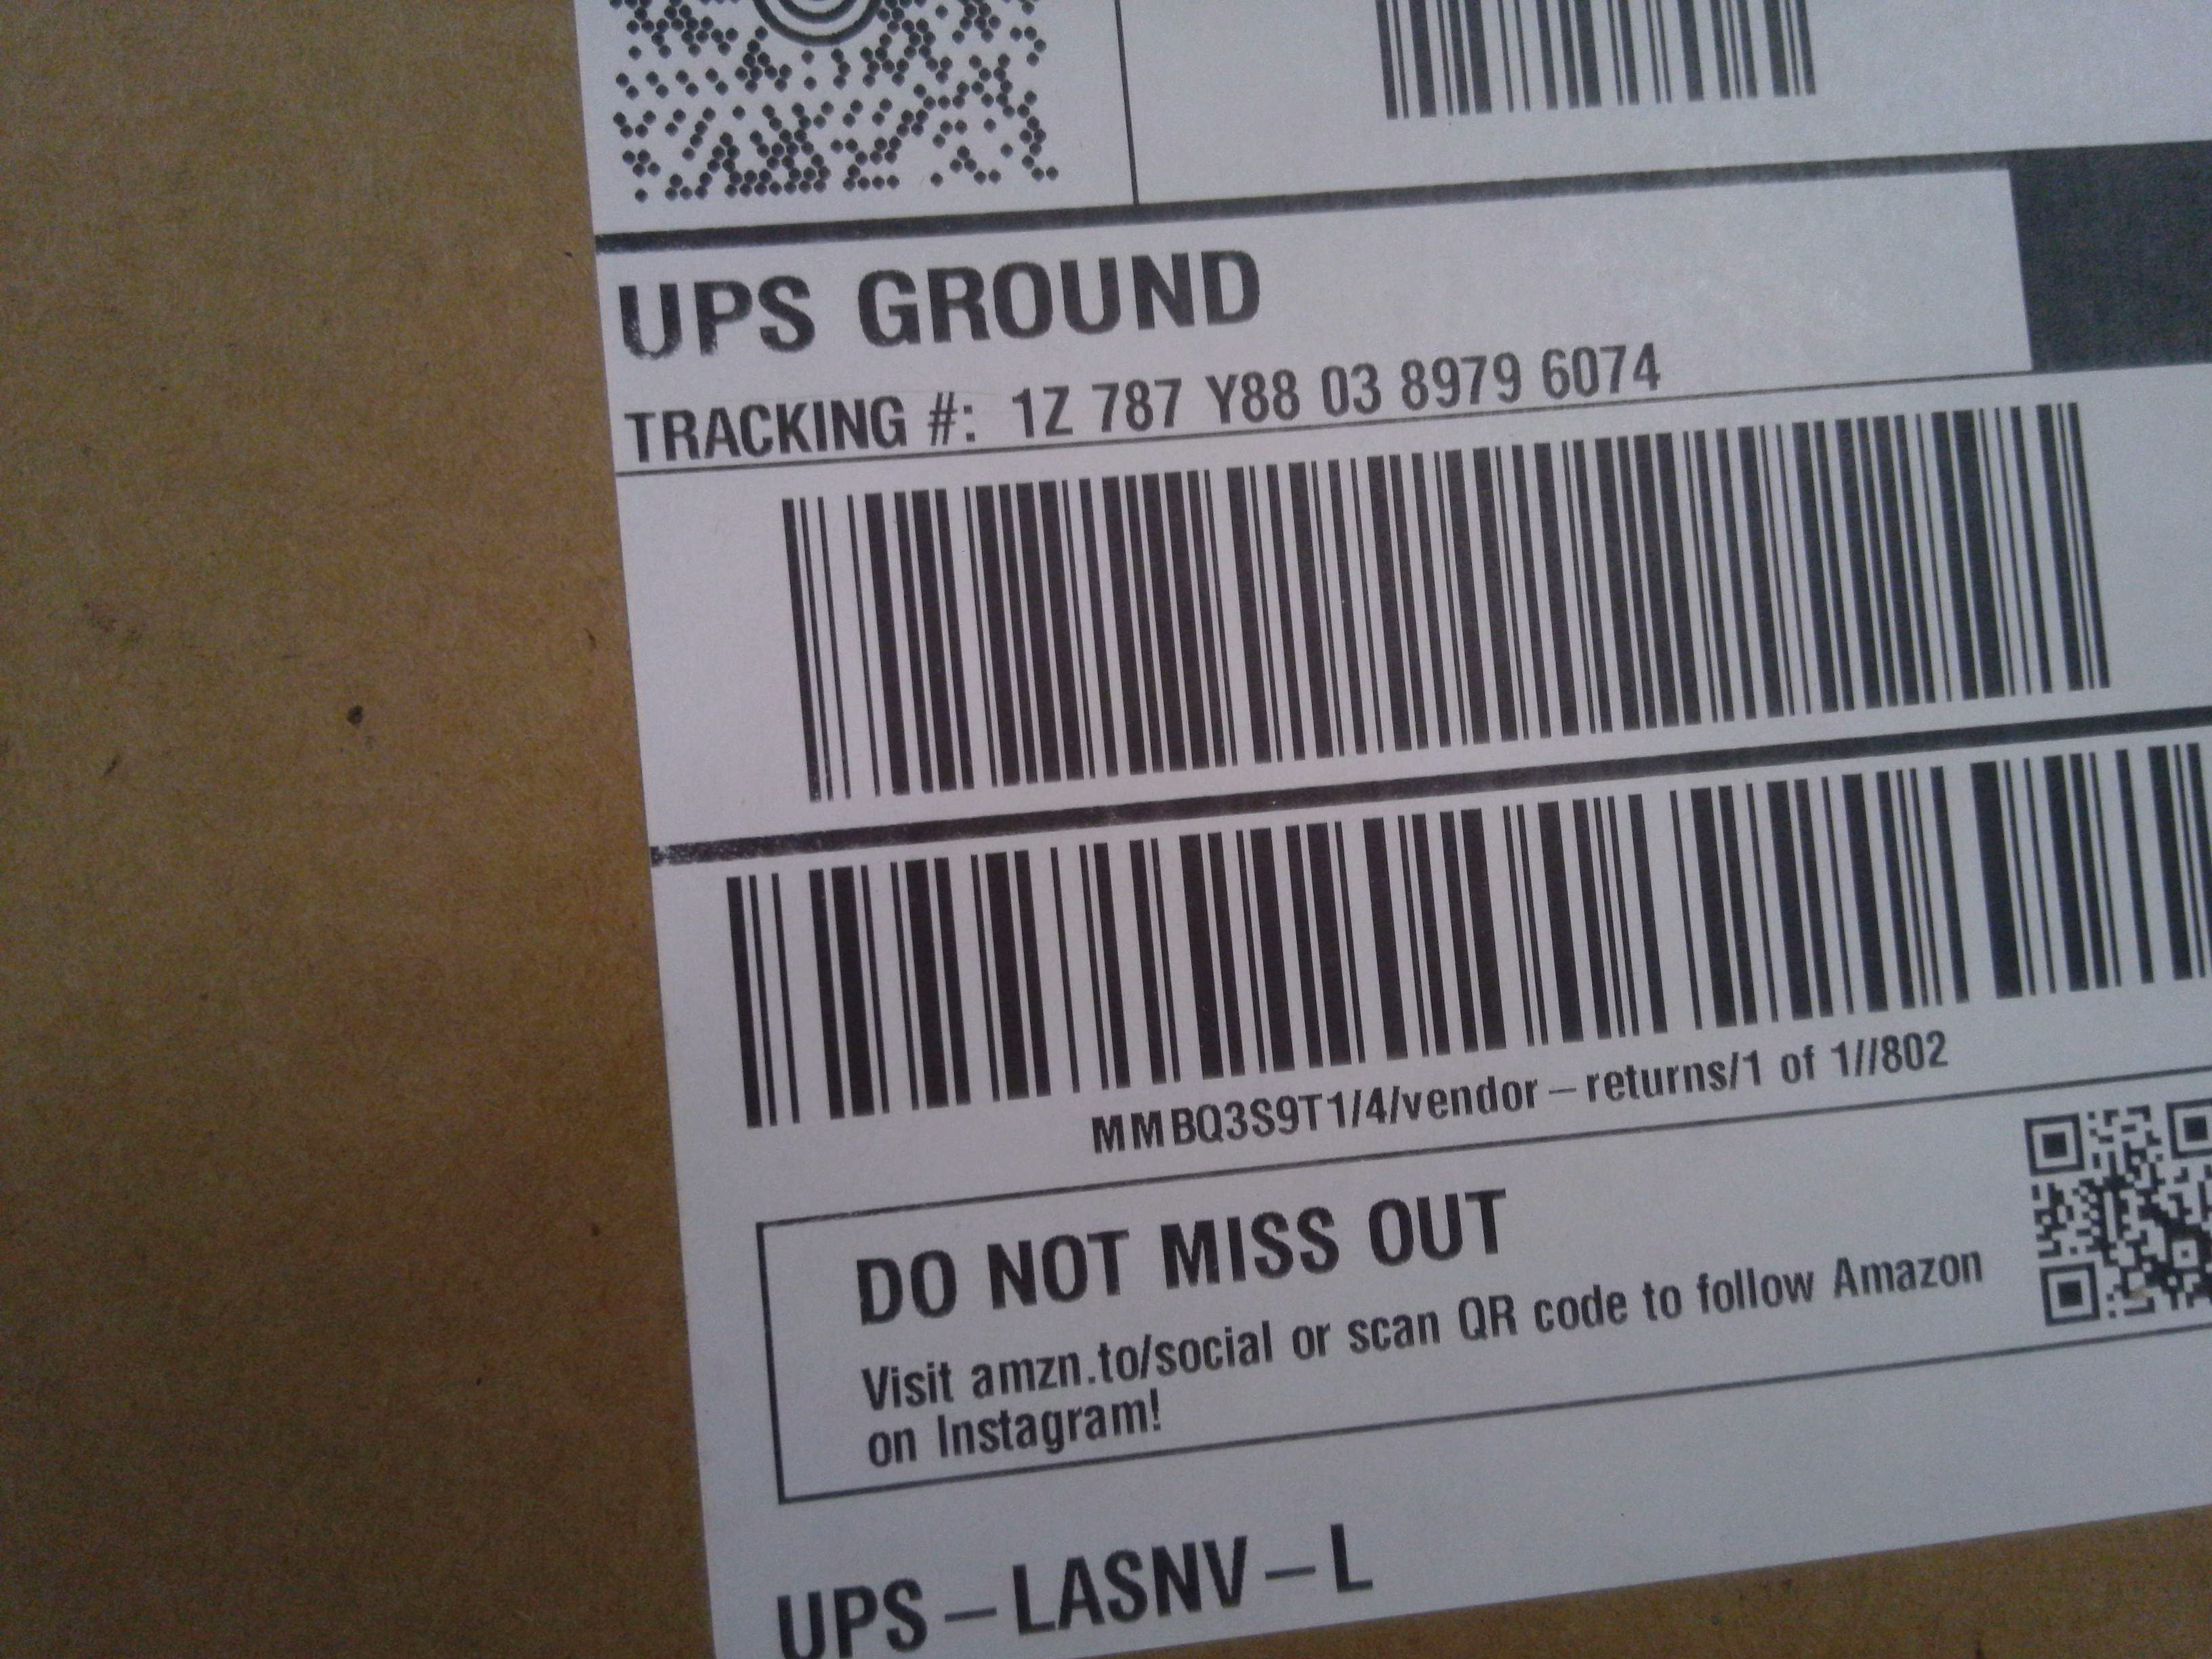 UPS GROUND
TRACKING #: 1Z 787 Y88 03 8979 6074
MMBQ3S9T1/4/vendor-returns/1 of 1//802
DO NOT MISS OUT
Visit amzn.to/social or scan QR code to follow Amazon
on Instagram!
UPS-LASNV-L